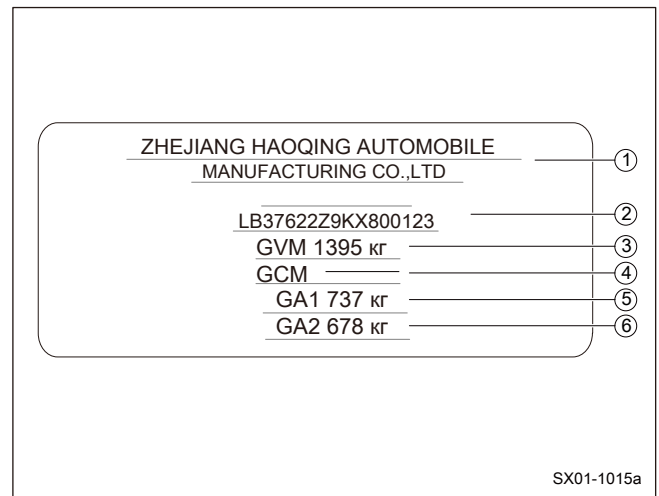 ZHEJIANG HAOQING AUTOMOBILE
MANUFACTURING CO.,LTD
①
LB37622Z9KX800123
②
GVM 1395 кг
③
GCM
④
GA1 737 кг
⑤
GA2 678 кг
⑥
SX01-1015a